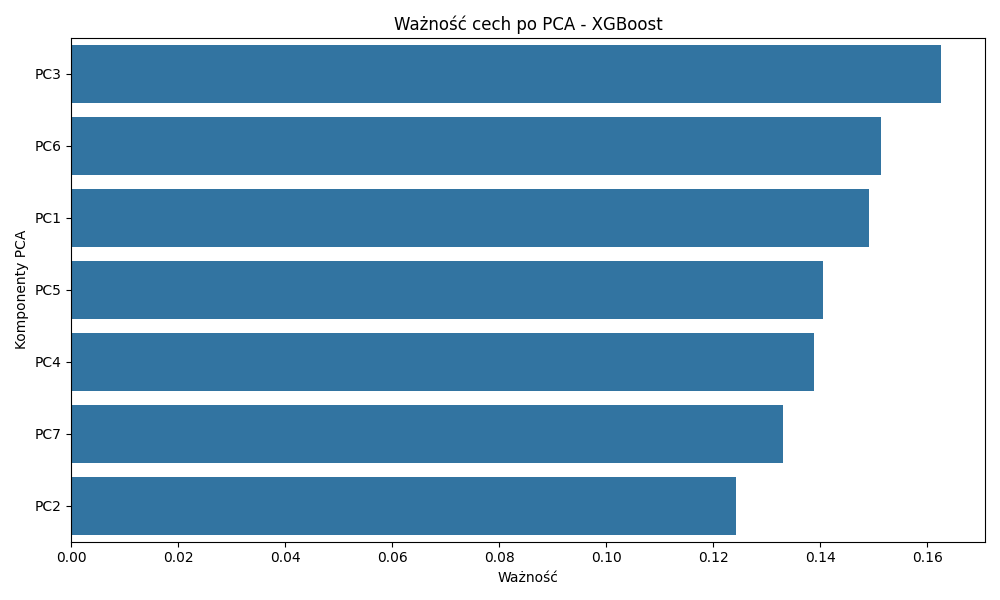 Ważność cech po PCA - XGBoost
Komponenty PCA
PC3
PC6
PC1
PC5
PC4
PC7
PC2
0.00 0.02 0.04 0.06 0.08 0.10 0.12 0.14 0.16
Ważność